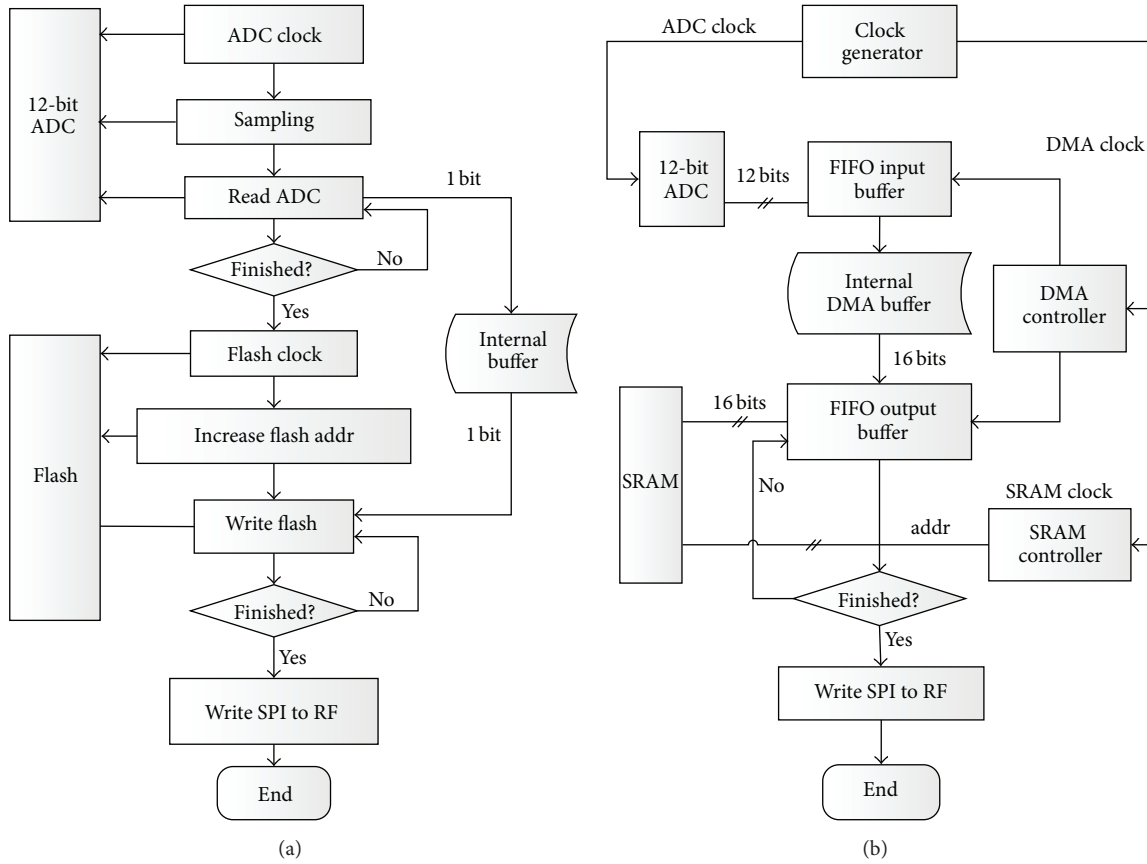 ADC clock
12-bit
ADC
Sampling
Read ADC
1 bit
Finished?
No
Yes
Flash clock
Internal
buffer
Increase flash addr
1 bit
Flash
Write flash
Finished?
No
Yes
Write SPI to RF
End
(a)
ADC clock
Clock
generator
DMA clock
12-bit
ADC
12 bits
FIFO input
buffer
Internal
DMA buffer
DMA
controller
16 bits
16 bits
FIFO output
buffer
SRAM
No
SRAM clock
addr
SRAM
controller
Finished?
Yes
Write SPI to RF
End
(b)